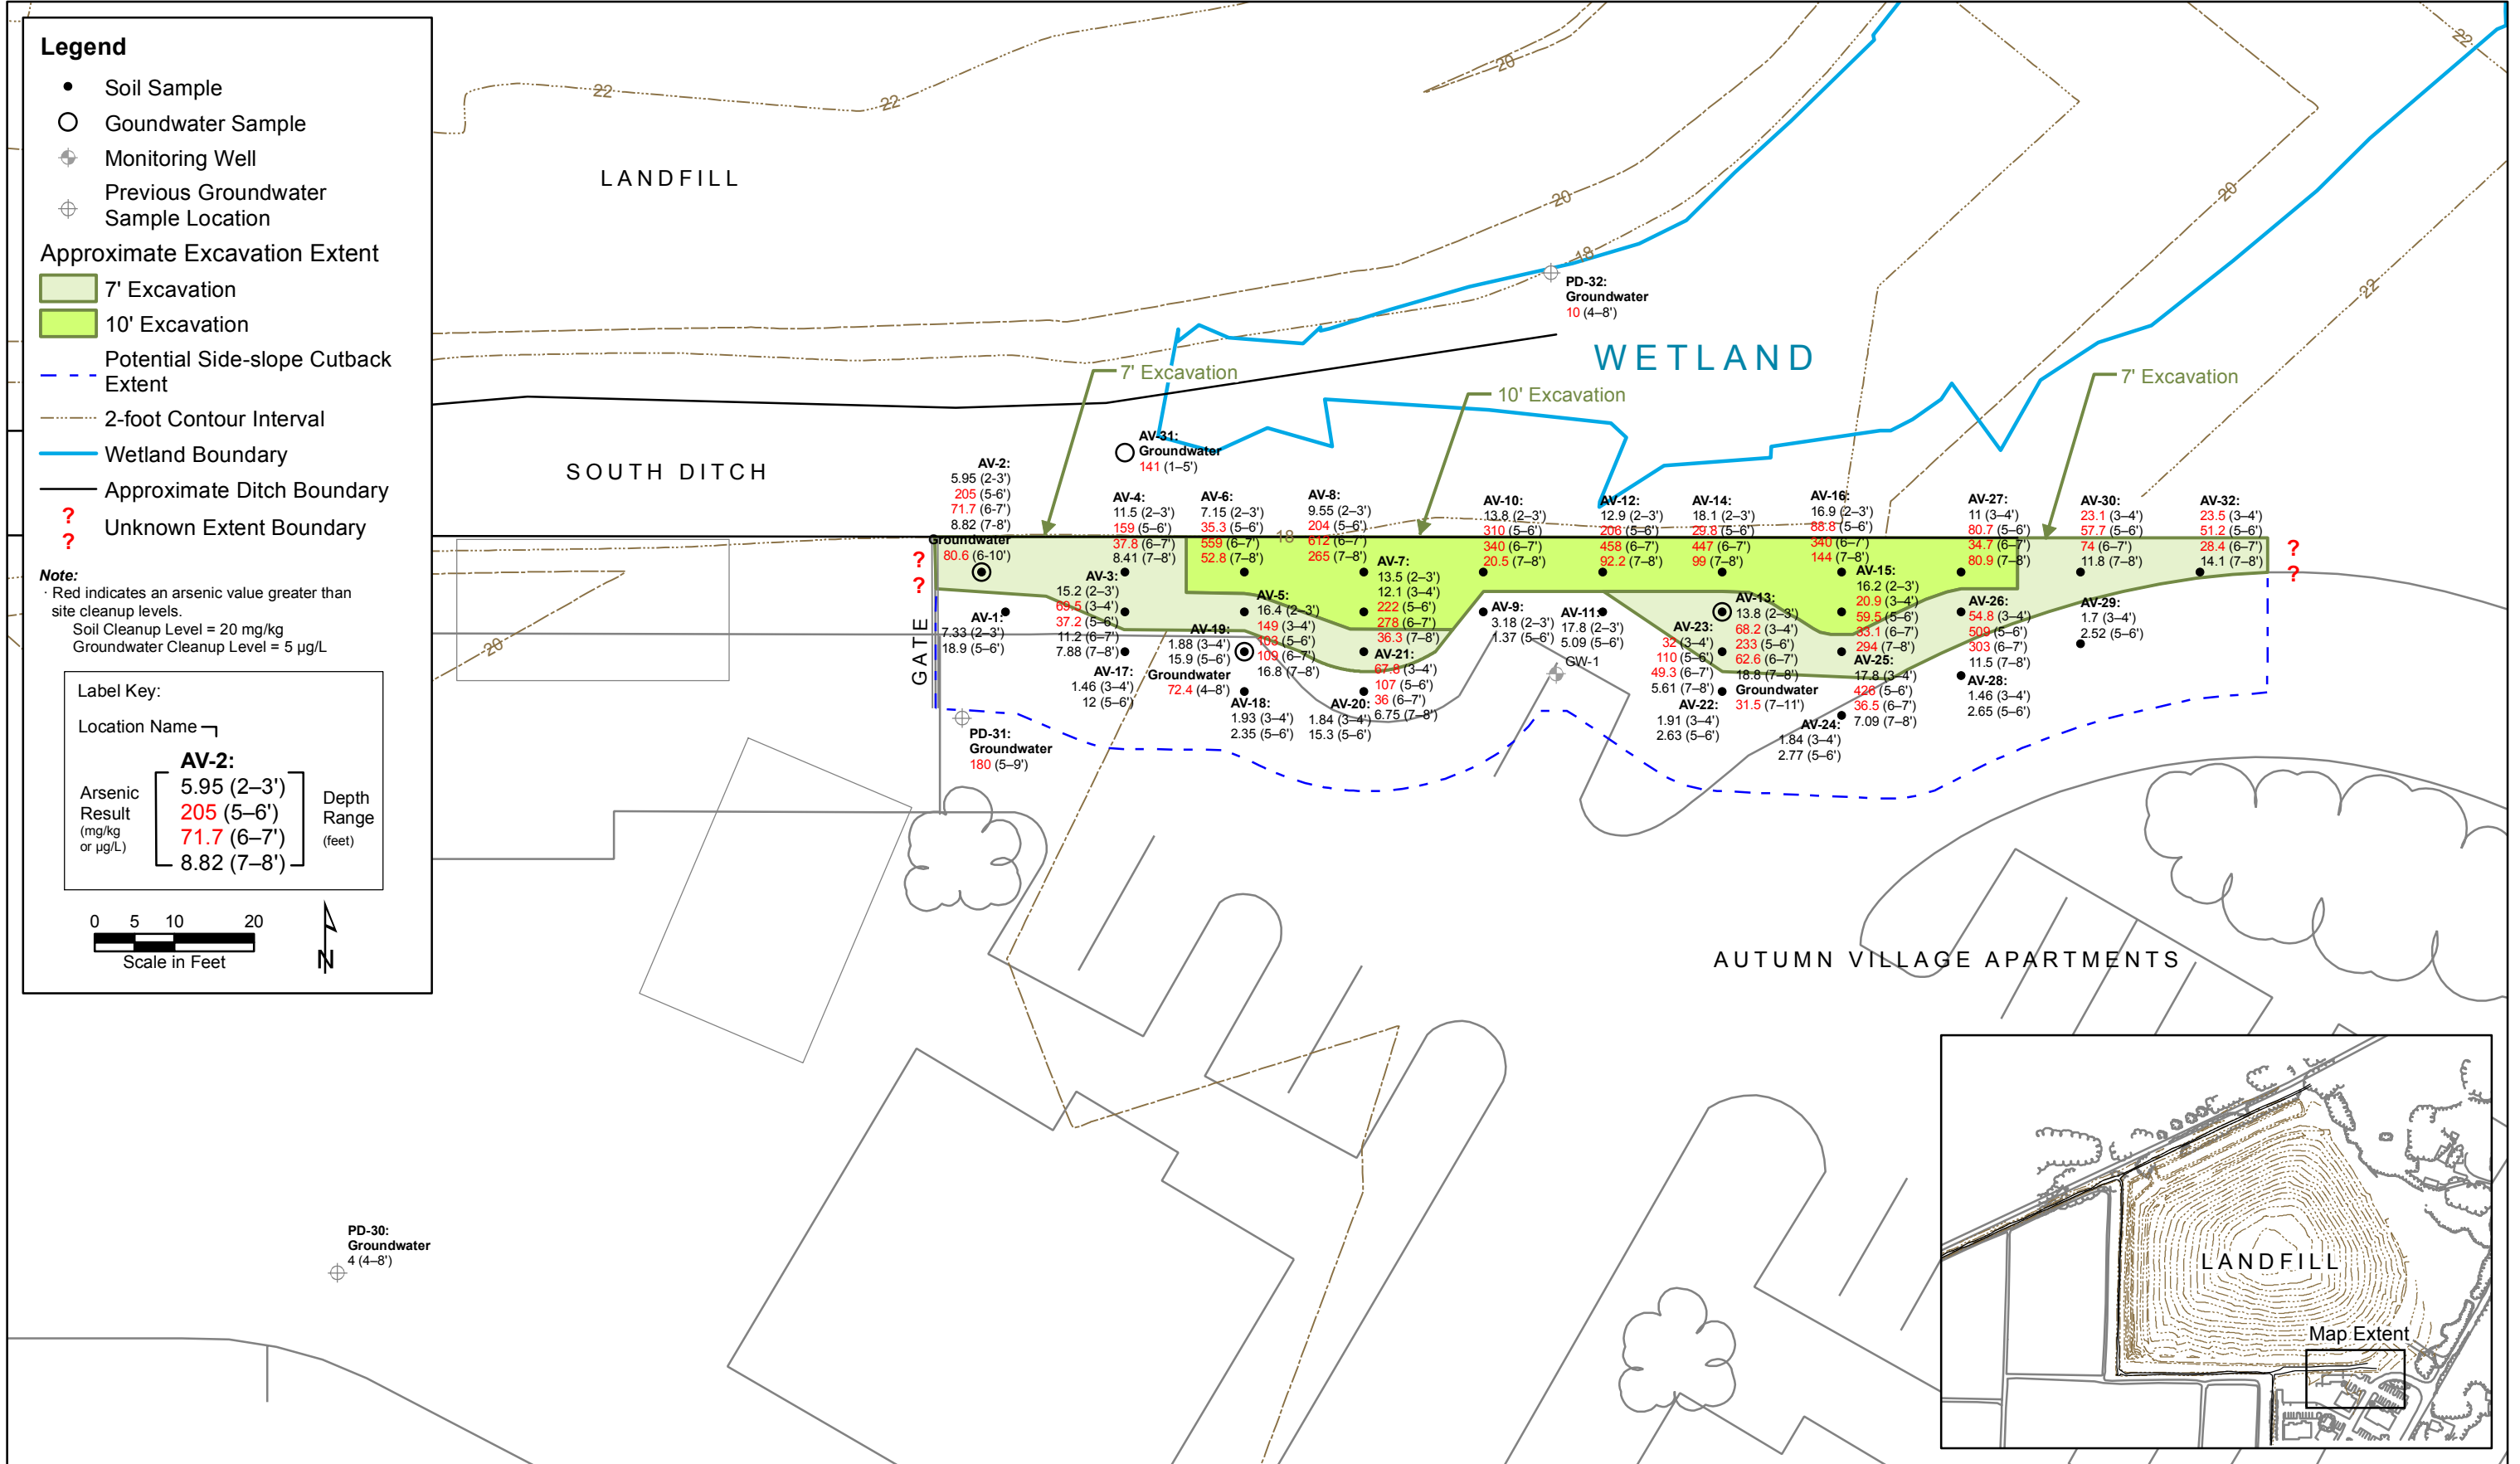 Legend
Soil Sample
Goundwater Sample
Monitoring Well
Previous Groundwater
Sample Location
Approximate Excavation Extent
7' Excavation
10' Excavation
Potential Side-slope Cutback
Extent
2-foot Contour Interval
Wetland Boundary
Approximate Ditch Boundary
?
? Unknown Extent Boundary
Note:
· Red indicates an arsenic value greater than
site cleanup levels.
Soil Cleanup Level = 20 mg/kg
Groundwater Cleanup Level = 5 µg/L
Label Key:
Location Name
AV-2:
5.95 (2–3')
205 (5–6')
71.7 (6–7')
8.82 (7–8')
Arsenic
Result
(mg/kg
or µg/L)
Depth
Range
(feet)
0 5 10 20
Scale in Feet
N
22
22
20
22
20
20
18
22
18
20
LANDFILL
SOUTH DITCH
WETLAND
GATE
AUTUMN VILLAGE APARTMENTS
7' Excavation
10' Excavation
7' Excavation
?
?
?
?
PD-32:
Groundwater
10 (4–8')
AV-31:
Groundwater
141 (1–5')
AV-2:
5.95 (2-3')
205 (5-6')
71.7 (6-7')
8.82 (7-8')
Groundwater
80.6 (6-10')
AV-4:
11.5 (2–3')
159 (5–6')
37.8 (6–7')
8.41 (7–8')
AV-6:
7.15 (2–3')
35.3 (5–6')
559 (6–7')
52.8 (7–8')
AV-8:
9.55 (2–3')
204 (5–6')
612 (6–7')
265 (7–8')
AV-10:
13.8 (2–3')
310 (5–6')
340 (6–7')
20.5 (7–8')
AV-12:
12.9 (2–3')
206 (5–6')
458 (6–7')
92.2 (7–8')
AV-14:
18.1 (2–3')
29.8 (5–6')
447 (6–7')
99 (7–8')
AV-16:
16.9 (2–3')
88.8 (5–6')
340 (6–7')
144 (7–8')
AV-27:
11 (3–4')
80.7 (5–6')
34.7 (6–7')
80.9 (7–8')
AV-30:
23.1 (3–4')
57.7 (5–6')
74 (6–7')
11.8 (7–8')
AV-32:
23.5 (3–4')
51.2 (5–6')
28.4 (6–7')
14.1 (7–8')
AV-1:
7.33 (2–3')
18.9 (5–6')
AV-3:
15.2 (2–3')
69.5 (3–4')
37.2 (5–6')
11.2 (6–7')
7.88 (7–8')
AV-5:
16.4 (2–3')
149 (3–4')
103 (5–6')
109 (6–7')
16.8 (7–8')
AV-7:
13.5 (2–3')
12.1 (3–4')
222 (5–6')
278 (6–7')
36.3 (7–8')
AV-9:
3.18 (2–3')
1.37 (5–6')
AV-11:
17.8 (2–3')
5.09 (5–6')
AV-13:
13.8 (2–3')
68.2 (3–4')
233 (5–6')
62.6 (6–7')
18.8 (7–8')
Groundwater
31.5 (7–11')
AV-15:
16.2 (2–3')
20.9 (3–4')
59.5 (5–6')
33.1 (6–7')
294 (7–8')
AV-26:
54.8 (3–4')
509 (5–6')
303 (6–7')
11.5 (7–8')
AV-29:
1.7 (3–4')
2.52 (5–6')
AV-17:
1.46 (3–4')
12 (5–6')
AV-19:
1.88 (3–4')
15.9 (5–6')
Groundwater
72.4 (4–8')
AV-21:
67.8 (3–4')
107 (5–6')
36 (6–7')
6.75 (7–8')
AV-23:
32 (3–4')
110 (5–6')
49.3 (6–7')
5.61 (7–8')
AV-25:
17.8 (3–4')
426 (5–6')
36.5 (6–7')
7.09 (7–8')
AV-28:
1.46 (3–4')
2.65 (5–6')
AV-18:
1.93 (3–4')
2.35 (5–6')
AV-20:
1.84 (3–4')
15.3 (5–6')
AV-22:
1.91 (3–4')
2.63 (5–6')
AV-24:
1.84 (3–4')
2.77 (5–6')
GW-1
PD-31:
Groundwater
180 (5–9')
PD-30:
Groundwater
4 (4–8')
LANDFILL
Map Extent